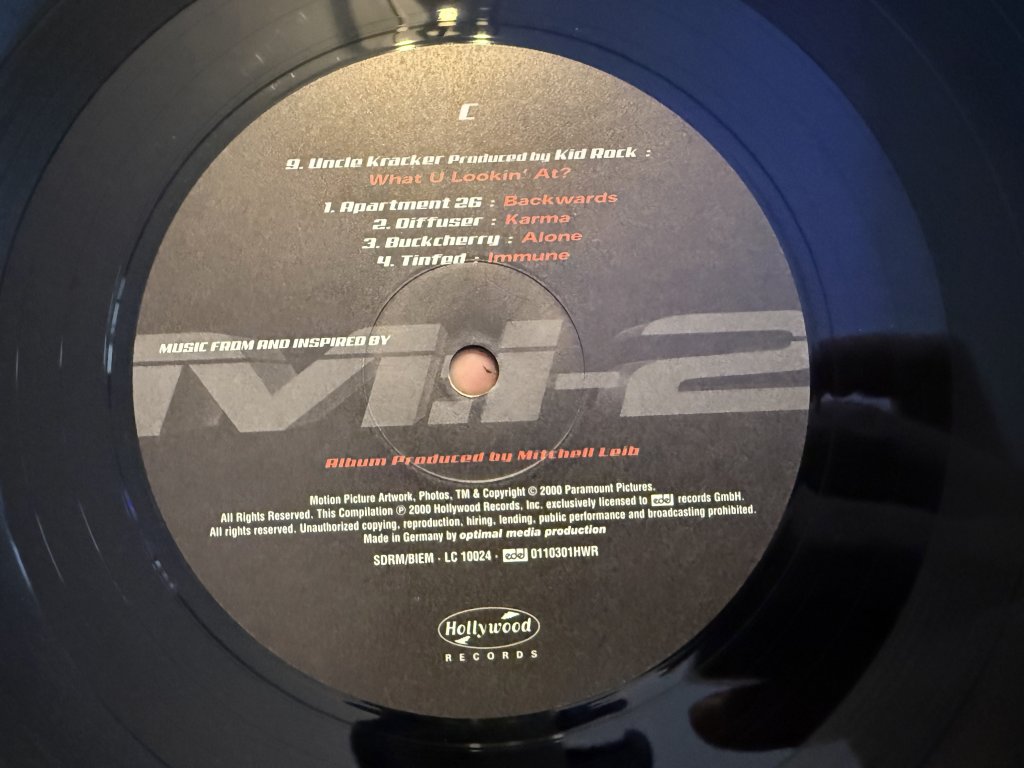 C
9. Uncle Kracker Produced by Kid Rock :
What U Lookin' At?
1. Apartment 26 : Backwards
2. Diffuser : Karma
3. Buckcherry : Alone
4. Tinfed : Immune
MUSIC FROM AND INSPIRED BY
M:i-2
Album Produced by Mitchell Leib
Motion Picture Artwork, Photos, TM & Copyright © 2000 Paramount Pictures.
All Rights Reserved. This Compilation ℗ 2000 Hollywood Records, Inc. exclusively licensed to edel records GmbH.
All rights reserved. Unauthorized copying, reproduction, hiring, lending, public performance and broadcasting prohibited.
Made in Germany by optimal media production
SDRM/BIEM · LC 10024 · edel 0110301HWR
Hollywood
RECORDS